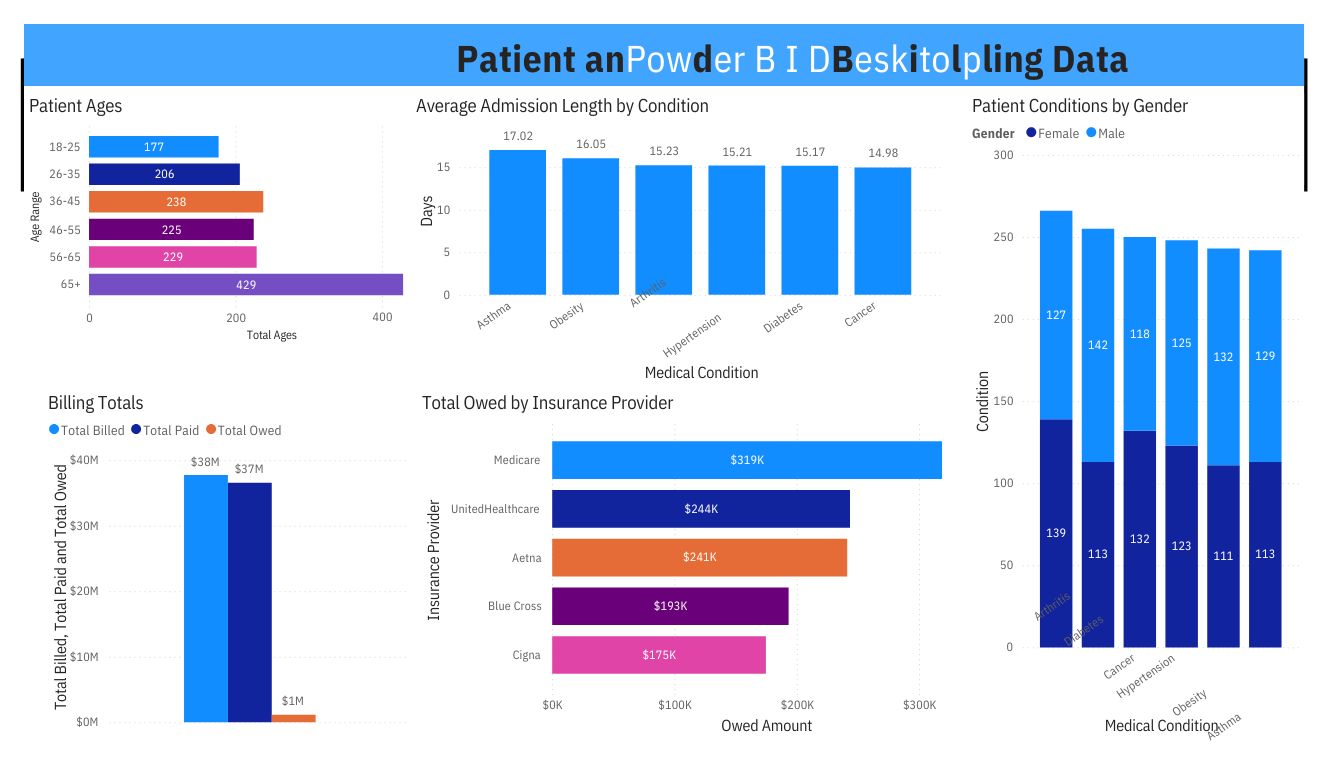 Patient anPowder B I DBeskitolpling Data
Patient Ages
Age Range
18-25
177
26-35
206
36-45
238
46-55
225
56-65
229
65+
429
0 200 400
Total Ages
Average Admission Length by Condition
Days
15
10
5
0
17.02 16.05 15.23 15.21 15.17 14.98
Asthma Obesity Arthritis Hypertension Diabetes Cancer
Medical Condition
Patient Conditions by Gender
Gender Female Male
Condition
300
250
200
150
100
50
0
127 142 118 125 132 129
139 113 132 123 111 113
Arthritis Diabetes Cancer Hypertension Obesity Asthma
Medical Condition
Billing Totals
Total Billed Total Paid Total Owed
Total Billed, Total Paid and Total Owed
$40M
$30M
$20M
$10M
$0M
$38M $37M $1M
Total Owed by Insurance Provider
Insurance Provider
Medicare $319K
UnitedHealthcare $244K
Aetna $241K
Blue Cross $193K
Cigna $175K
$0K $100K $200K $300K
Owed Amount